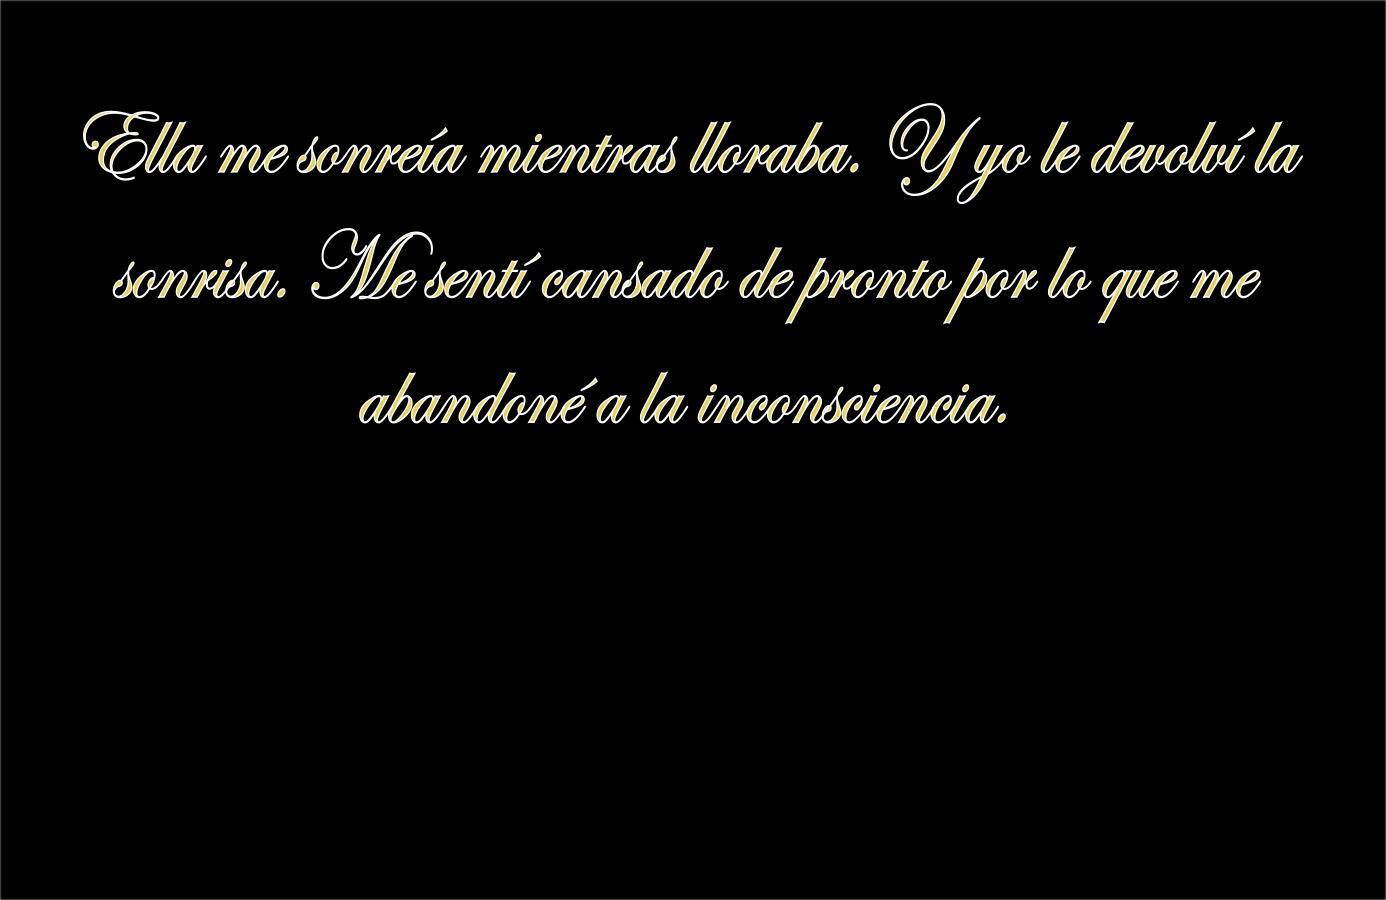 Ella me sonreía mientras lloraba. Y yo le devolví la
sonrisa. Me sentí cansado de pronto por lo que me
abandoné a la inconsciencia.